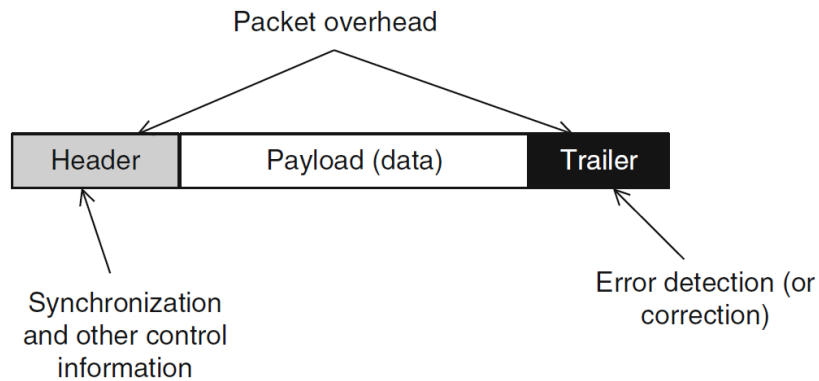 Packet overhead
Header
Payload (data)
Trailer
Synchronization
and other control
information
Error detection (or
correction)